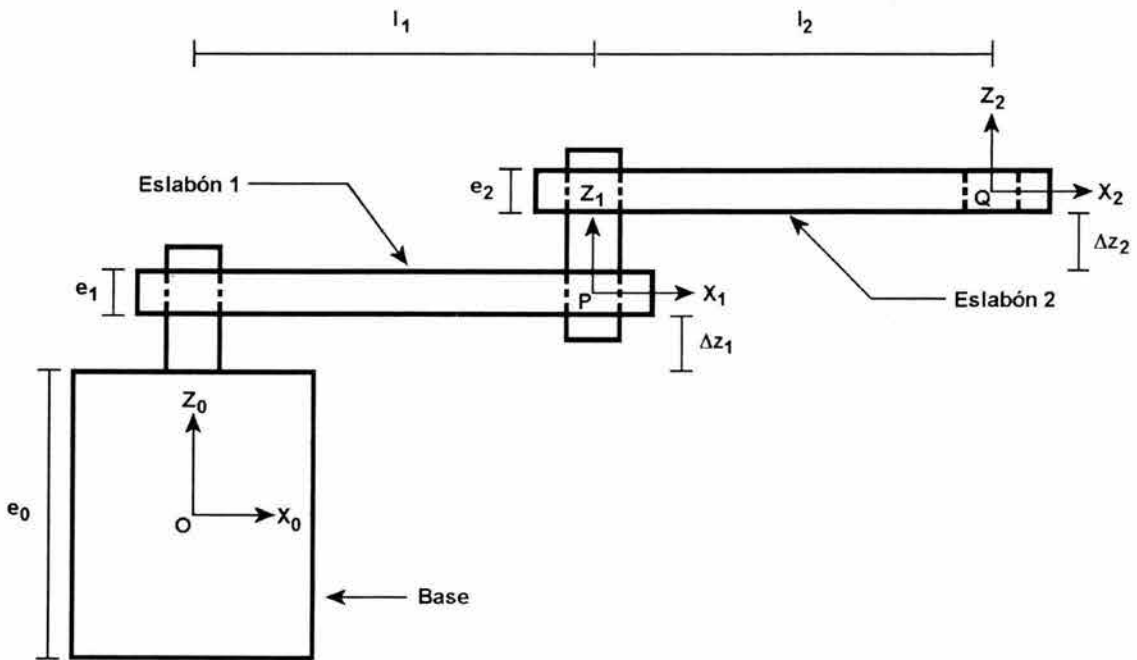 l₁
l₂
Z₂
Eslabón 1
e₂
Z₁
Q
X₂
Δz₂
e₁
P
X₁
Eslabón 2
Δz₁
Z₀
e₀
O
X₀
Base